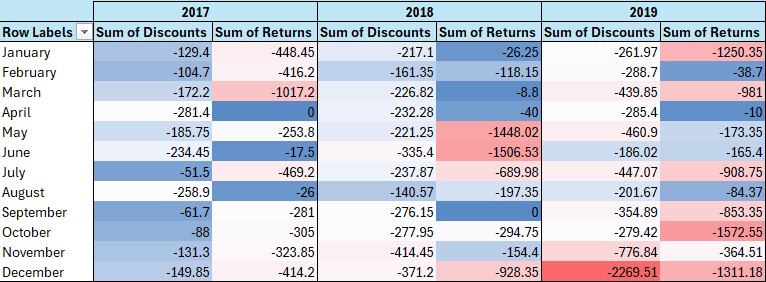 2017 2018 2019
Row Labels Sum of Discounts Sum of Returns Sum of Discounts Sum of Returns Sum of Discounts Sum of Returns
January -129.4 -448.45 -217.1 -26.25 -261.97 -1250.35
February -104.7 -416.2 -161.35 -118.15 -288.7 -38.7
March -172.2 -1017.2 -226.82 -8.8 -439.85 -981
April -281.4 0 -232.28 -40 -285.4 -10
May -185.75 -253.8 -221.25 -1448.02 -460.9 -173.35
June -234.45 -17.5 -335.4 -1506.53 -186.02 -165.4
July -51.5 -469.2 -237.87 -689.98 -447.07 -908.75
August -258.9 -26 -140.57 -197.35 -201.67 -84.37
September -61.7 -281 -276.15 0 -354.89 -853.35
October -88 -305 -277.95 -294.75 -279.42 -1572.55
November -131.3 -323.85 -414.45 -154.4 -776.84 -364.51
December -149.85 -414.2 -371.2 -928.35 -2269.51 -1311.18